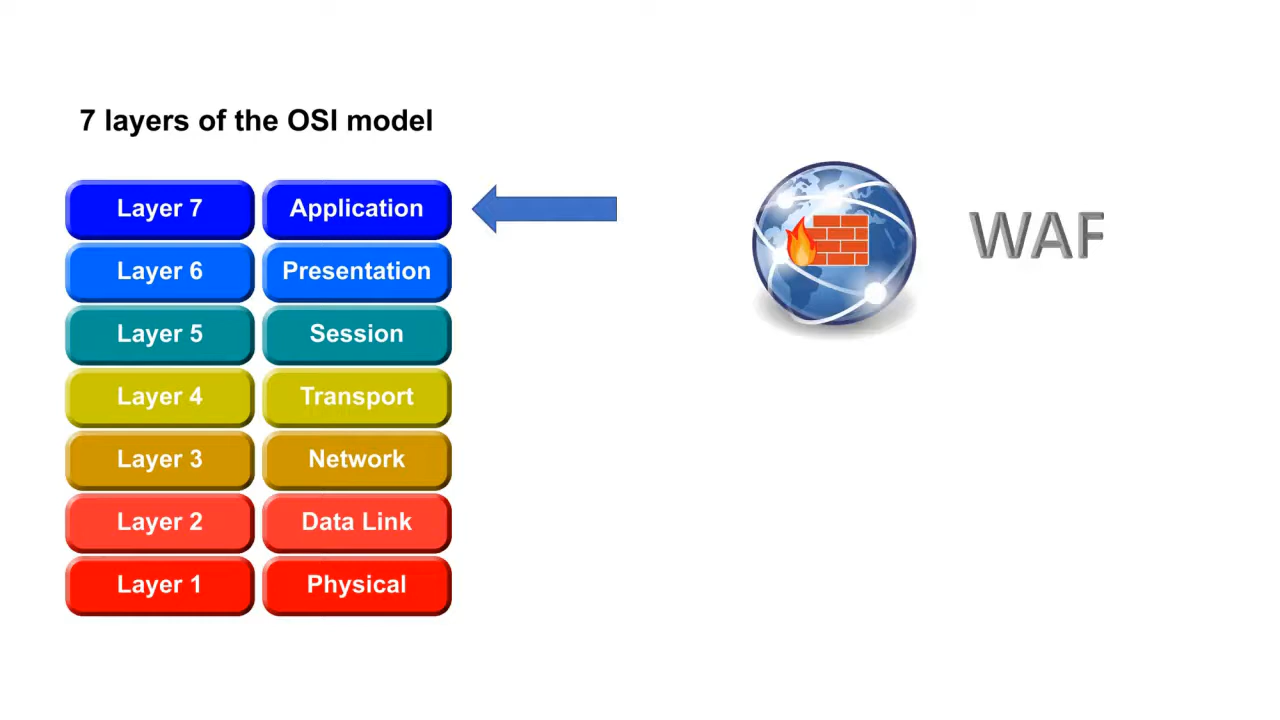 7 layers of the OSI model
Layer 7 Application
WAF
Layer 6 Presentation
Layer 5 Session
Layer 4 Transport
Layer 3 Network
Layer 2 Data Link
Layer 1 Physical